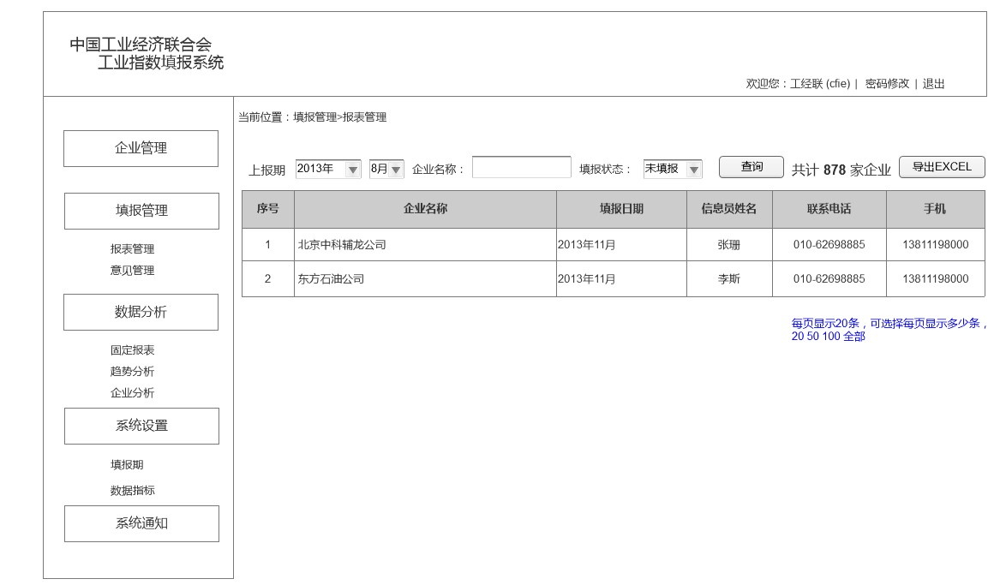 中国工业经济联合会
工业指数填报系统
欢迎您：工经联 (cfie) | 密码修改 | 退出
当前位置：填报管理>报表管理
企业管理
填报管理
报表管理
意见管理
数据分析
固定报表
趋势分析
企业分析
系统设置
填报期
数据指标
系统通知
上报期 2013年 8月 企业名称： 填报状态： 未填报 查询 共计 878 家企业 导出EXCEL
序号 企业名称 填报日期 信息员姓名 联系电话 手机
1 北京中科辅龙公司 2013年11月 张珊 010-62698885 13811198000
2 东方石油公司 2013年11月 李斯 010-62698885 13811198000
每页显示20条，可选择每页显示多少条，
20 50 100 全部